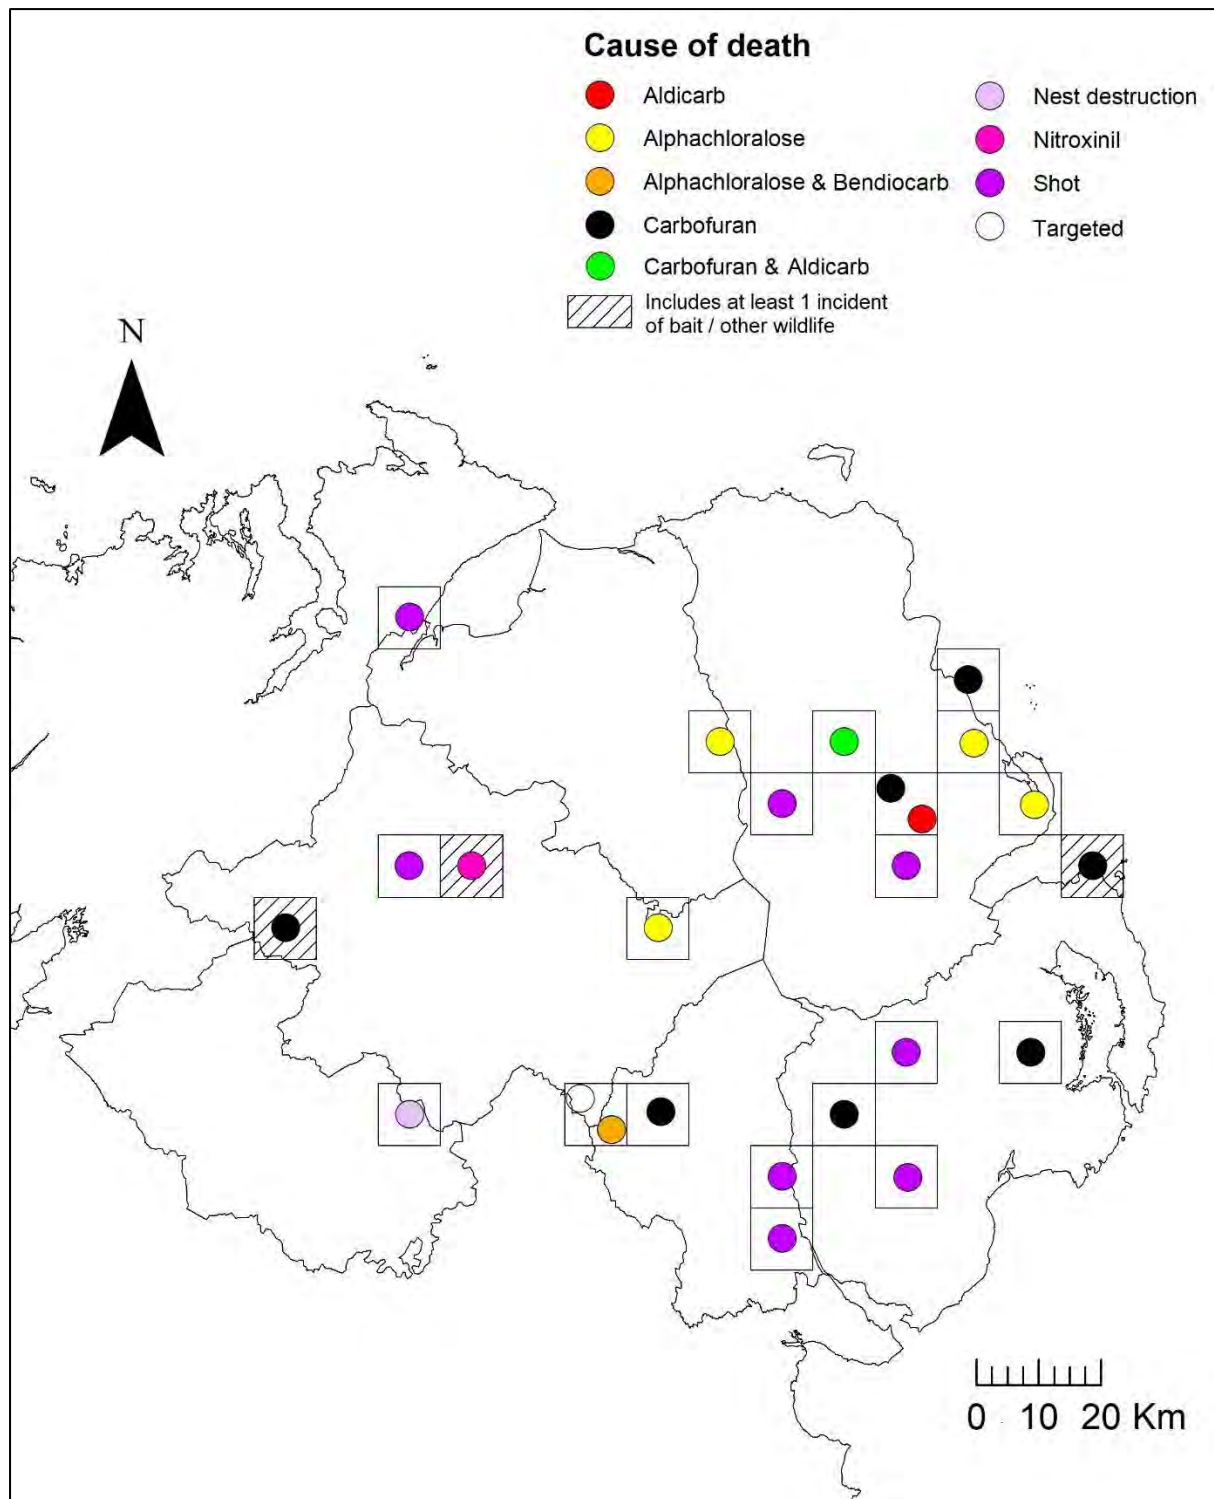 Cause of death
Aldicarb
Alphachloralose
Alphachloralose & Bendiocarb
Carbofuran
Carbofuran & Aldicarb
Includes at least 1 incident
of bait / other wildlife
Nest destruction
Nitroxinil
Shot
Targeted
N
0 10 20 Km